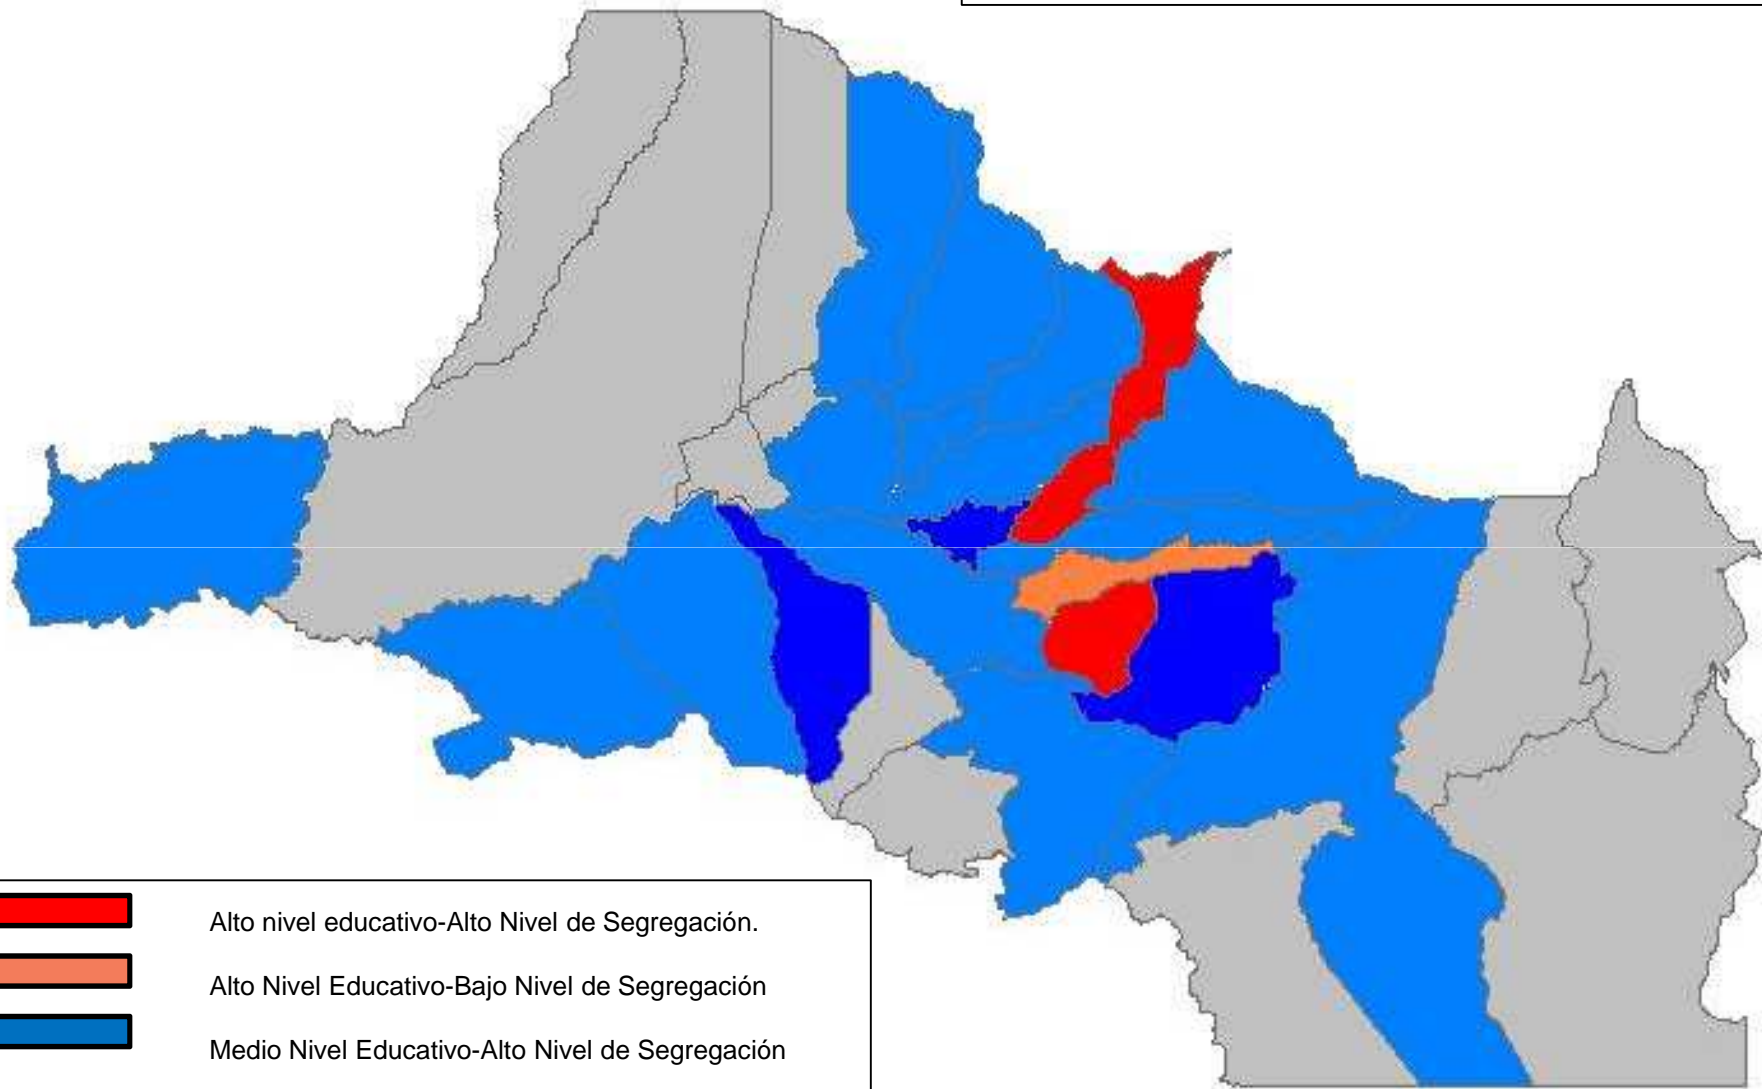 Alto nivel educativo-Alto Nivel de Segregación.
Alto Nivel Educativo-Bajo Nivel de Segregación
Medio Nivel Educativo-Alto Nivel de Segregación